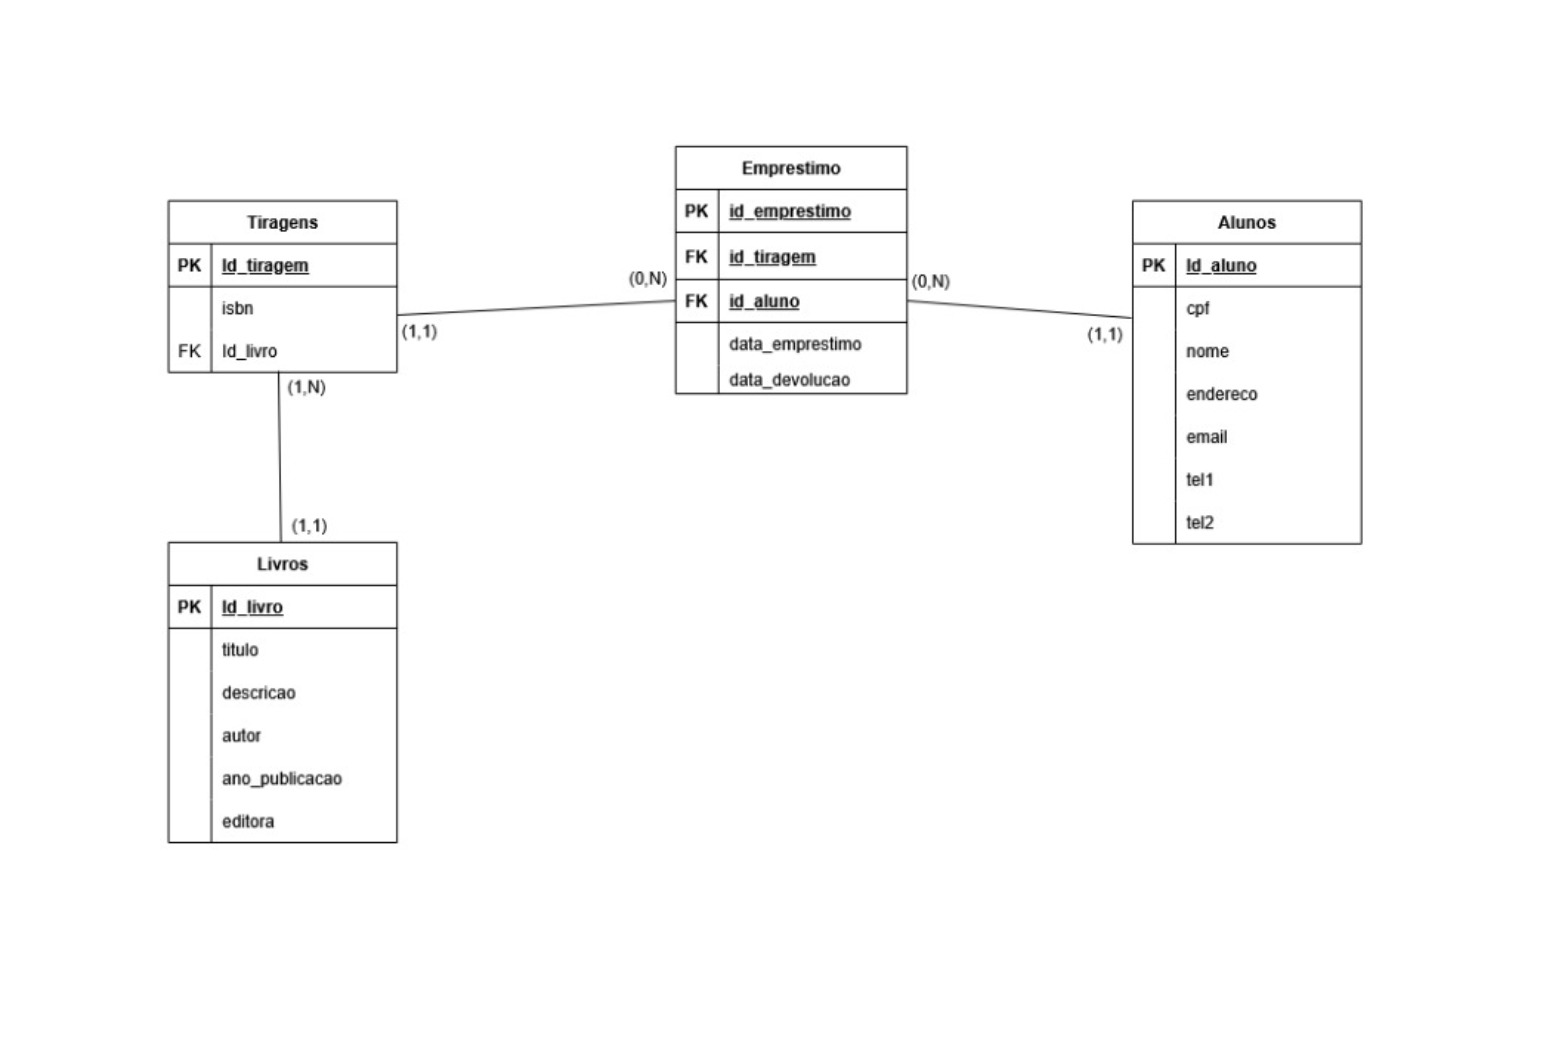 Tiragens
PK Id_tiragem
isbn
FK Id_livro
(1,1)
(1,N)
(0,N)
Emprestimo
PK id_emprestimo
FK id_tiragem
FK id_aluno
data_emprestimo
data_devolucao
(0,N)
(1,1)
Alunos
PK Id_aluno
cpf
nome
endereco
email
tel1
tel2
(1,1)
Livros
PK Id_livro
titulo
descricao
autor
ano_publicacao
editora